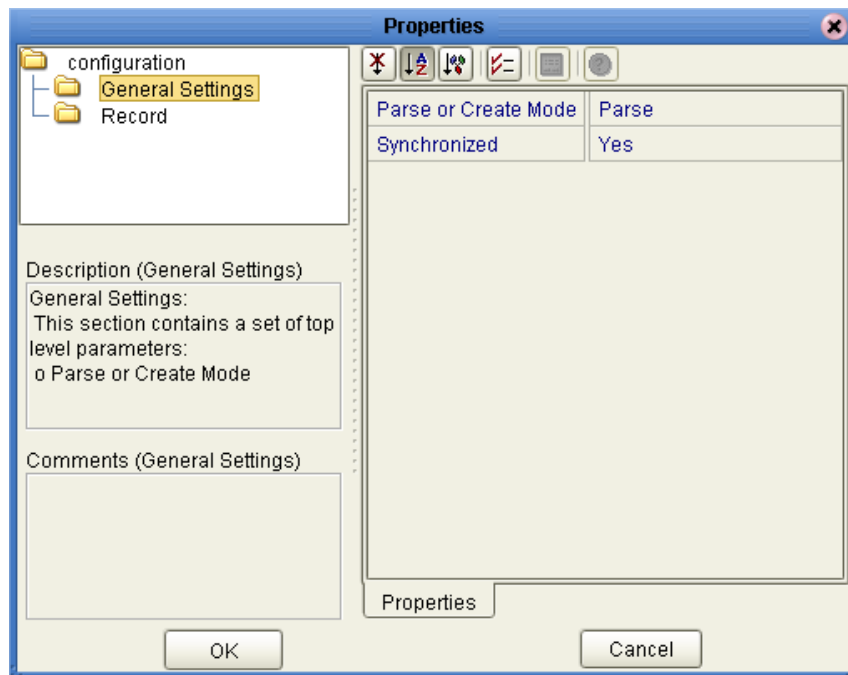 Properties
configuration
General Settings
Record
Description (General Settings)
General Settings:
This section contains a set of top
level parameters:
o Parse or Create Mode
Comments (General Settings)
Parse or Create Mode Parse
Synchronized Yes
Properties
OK
Cancel